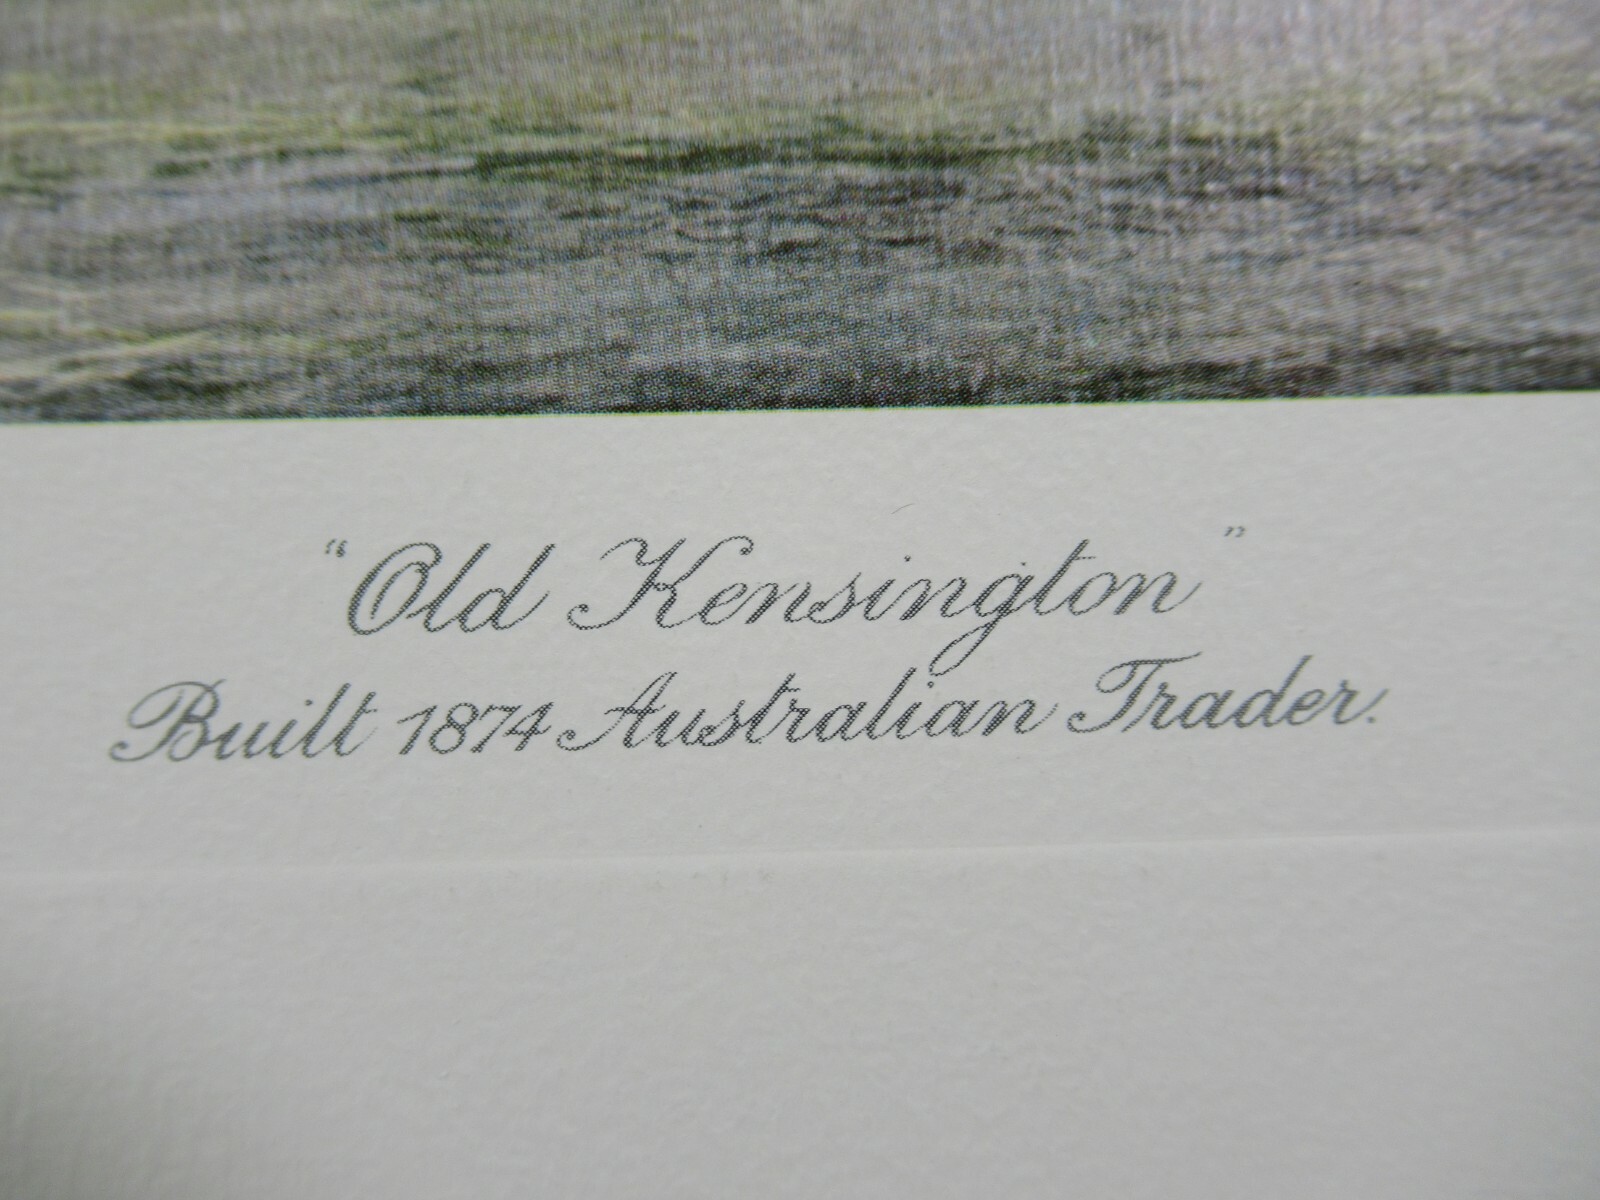 "Old Kensington"
Built 1874 Australian Trader.